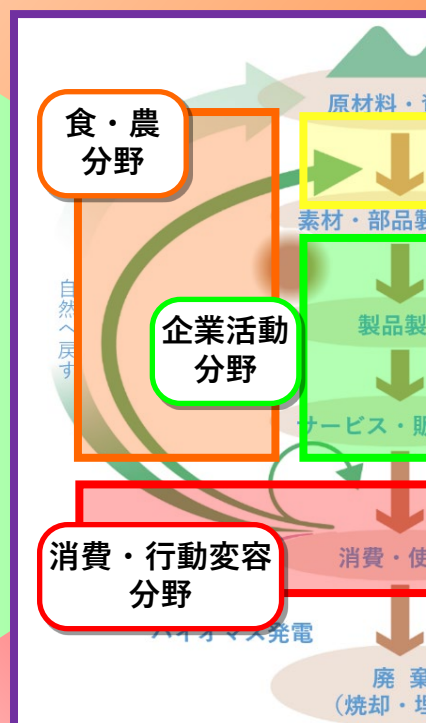 原材料・
食・農
分野
素材・部品製
自然へ戻す
企業活動
分野
製品製
サービス・販
消費・行動変容
分野
消費・使
バイオマス発電
廃 棄
(焼却・埋